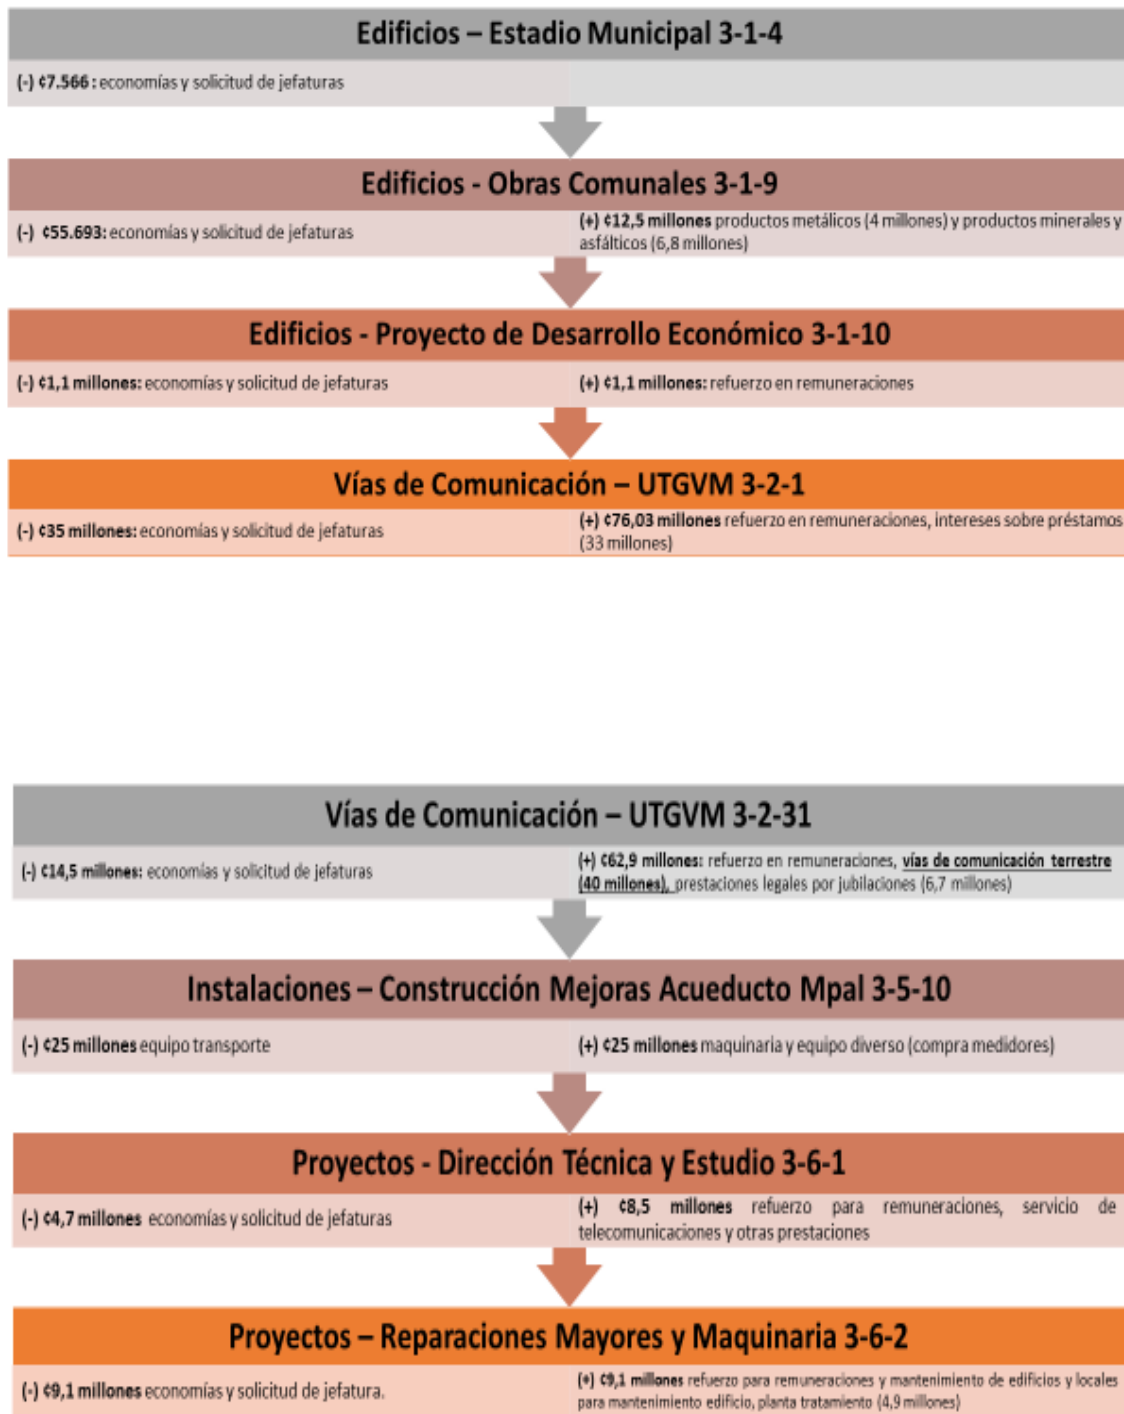 Edificios – Estadio Municipal 3-1-4
(-) ¢7.566 : economías y solicitud de jefaturas
Edificios - Obras Comunales 3-1-9
(-) ¢55.693: economías y solicitud de jefaturas
(+) ¢12,5 millones productos metálicos (4 millones) y productos minerales y
asfálticos (6,8 millones)
Edificios - Proyecto de Desarrollo Económico 3-1-10
(-) ¢1,1 millones: economías y solicitud de jefaturas
(+) ¢1,1 millones: refuerzo en remuneraciones
Vías de Comunicación – UTGVM 3-2-1
(-) ¢35 millones: economías y solicitud de jefaturas
(+) ¢76,03 millones refuerzo en remuneraciones, intereses sobre préstamos
(33 millones)
Vías de Comunicación – UTGVM 3-2-31
(-) ¢14,5 millones: economías y solicitud de jefaturas
(+) ¢62,9 millones: refuerzo en remuneraciones, vías de comunicación terrestre
(40 millones), prestaciones legales por jubilaciones (6,7 millones)
Instalaciones – Construcción Mejoras Acueducto Mpal 3-5-10
(-) ¢25 millones equipo transporte
(+) ¢25 millones maquinaria y equipo diverso (compra medidores)
Proyectos - Dirección Técnica y Estudio 3-6-1
(-) ¢4,7 millones economías y solicitud de jefaturas
(+) ¢8,5 millones refuerzo para remuneraciones, servicio de
telecomunicaciones y otras prestaciones
Proyectos – Reparaciones Mayores y Maquinaria 3-6-2
(-) ¢9,1 millones economías y solicitud de jefatura.
(+) ¢9,1 millones refuerzo para remuneraciones y mantenimiento de edificios y locales
para mantenimiento edificio, planta tratamiento (4,9 millones)